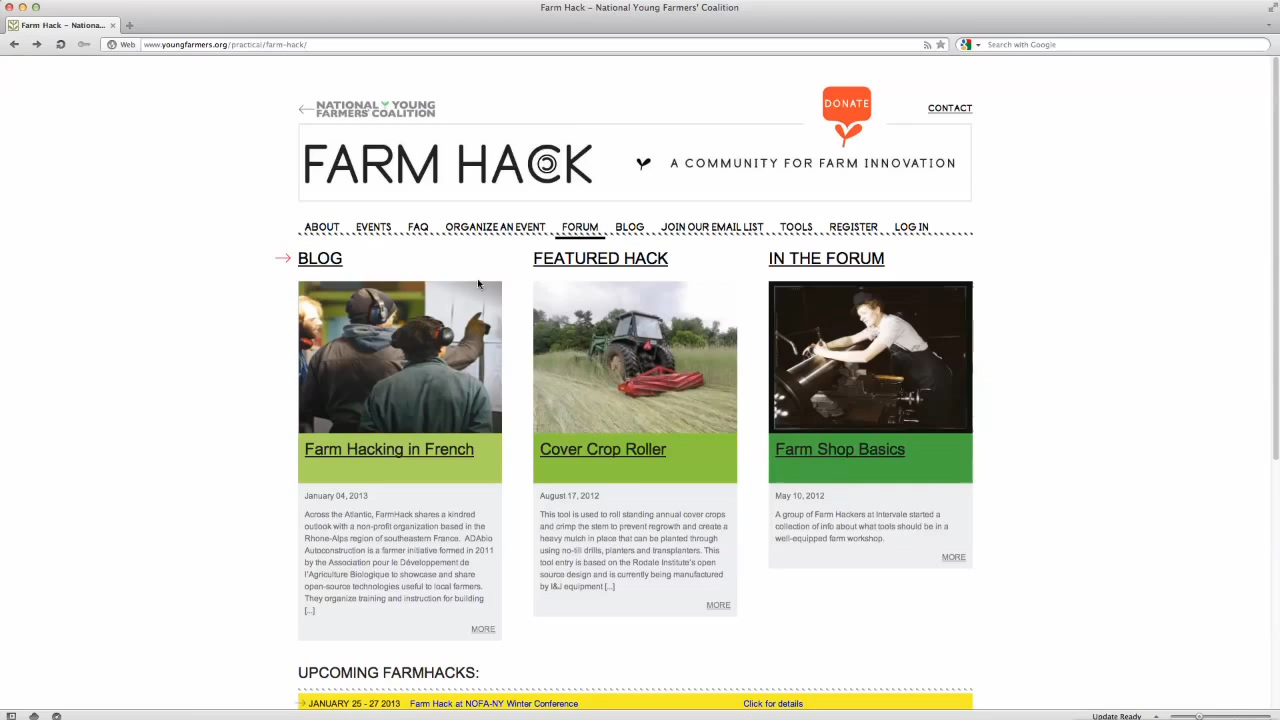 Farm Hack – National Young Farmers' Coalition
Farm Hack – Nationa...
Web www.youngfarmers.org/practical/farm-hack/
Search with Google
NATIONAL YOUNG
FARMERS' COALITION
DONATE
CONTACT
FARM HACK
A COMMUNITY FOR FARM INNOVATION
ABOUT EVENTS FAQ ORGANIZE AN EVENT FORUM BLOG JOIN OUR EMAIL LIST TOOLS REGISTER LOG IN
BLOG
Farm Hacking in French
January 04, 2013
Across the Atlantic, FarmHack shares a kindred
outlook with a non-profit organization based in the
Rhone-Alps region of southeastern France. ADAbio
Autoconstruction is a farmer initiative formed in 2011
by the Association pour le Développement de
l'Agriculture Biologique to showcase and share
open-source technologies useful to local farmers.
They organize training and instruction for building
[...]
MORE
FEATURED HACK
Cover Crop Roller
August 17, 2012
This tool is used to roll standing annual cover crops
and crimp the stem to prevent regrowth and create a
heavy mulch in place that can be planted through
using no-till drills, planters and transplanters. This
tool entry is based on the Rodale Institute's open
source design and is currently being manufactured
by I&J equipment [...]
MORE
IN THE FORUM
Farm Shop Basics
May 10, 2012
A group of Farm Hackers at Intervale started a
collection of info about what tools should be in a
well-equipped farm workshop.
MORE
UPCOMING FARMHACKS:
JANUARY 25 - 27 2013 Farm Hack at NOFA-NY Winter Conference Click for details
Update Ready